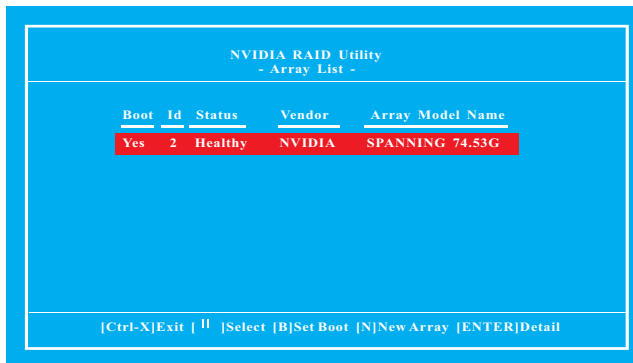 NVIDIA RAID Utility
- Array List -
Boot Id Status Vendor Array Model Name
Yes 2 Healthy NVIDIA SPANNING 74.53G
[Ctrl-X]Exit [ ]Select [B]Set Boot [N]New Array [ENTER]Detail